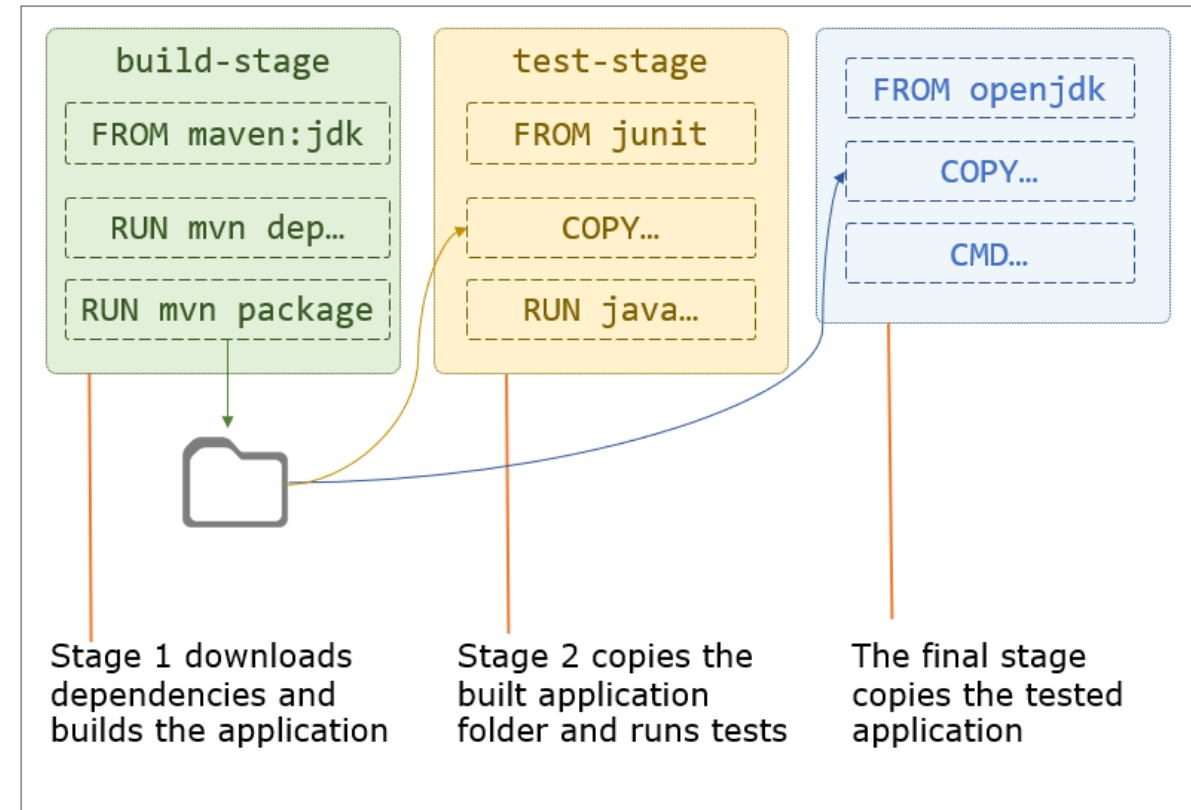 build-stage
FROM maven:jdk
RUN mvn dep…
RUN mvn package
test-stage
FROM junit
COPY…
RUN java…
FROM openjdk
COPY…
CMD…
Stage 1 downloads
dependencies and
builds the application
Stage 2 copies the
built application
folder and runs tests
The final stage
copies the tested
application